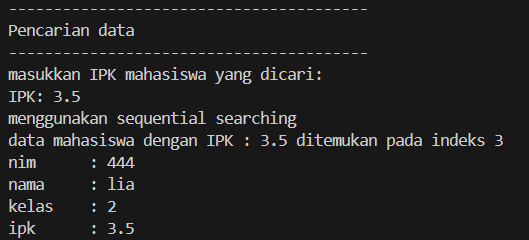 ----------------------------------------
Pencarian data
----------------------------------------
masukkan IPK mahasiswa yang dicari:
IPK: 3.5
menggunakan sequential searching
data mahasiswa dengan IPK : 3.5 ditemukan pada indeks 3
nim      : 444
nama     : lia
kelas    : 2
ipk      : 3.5